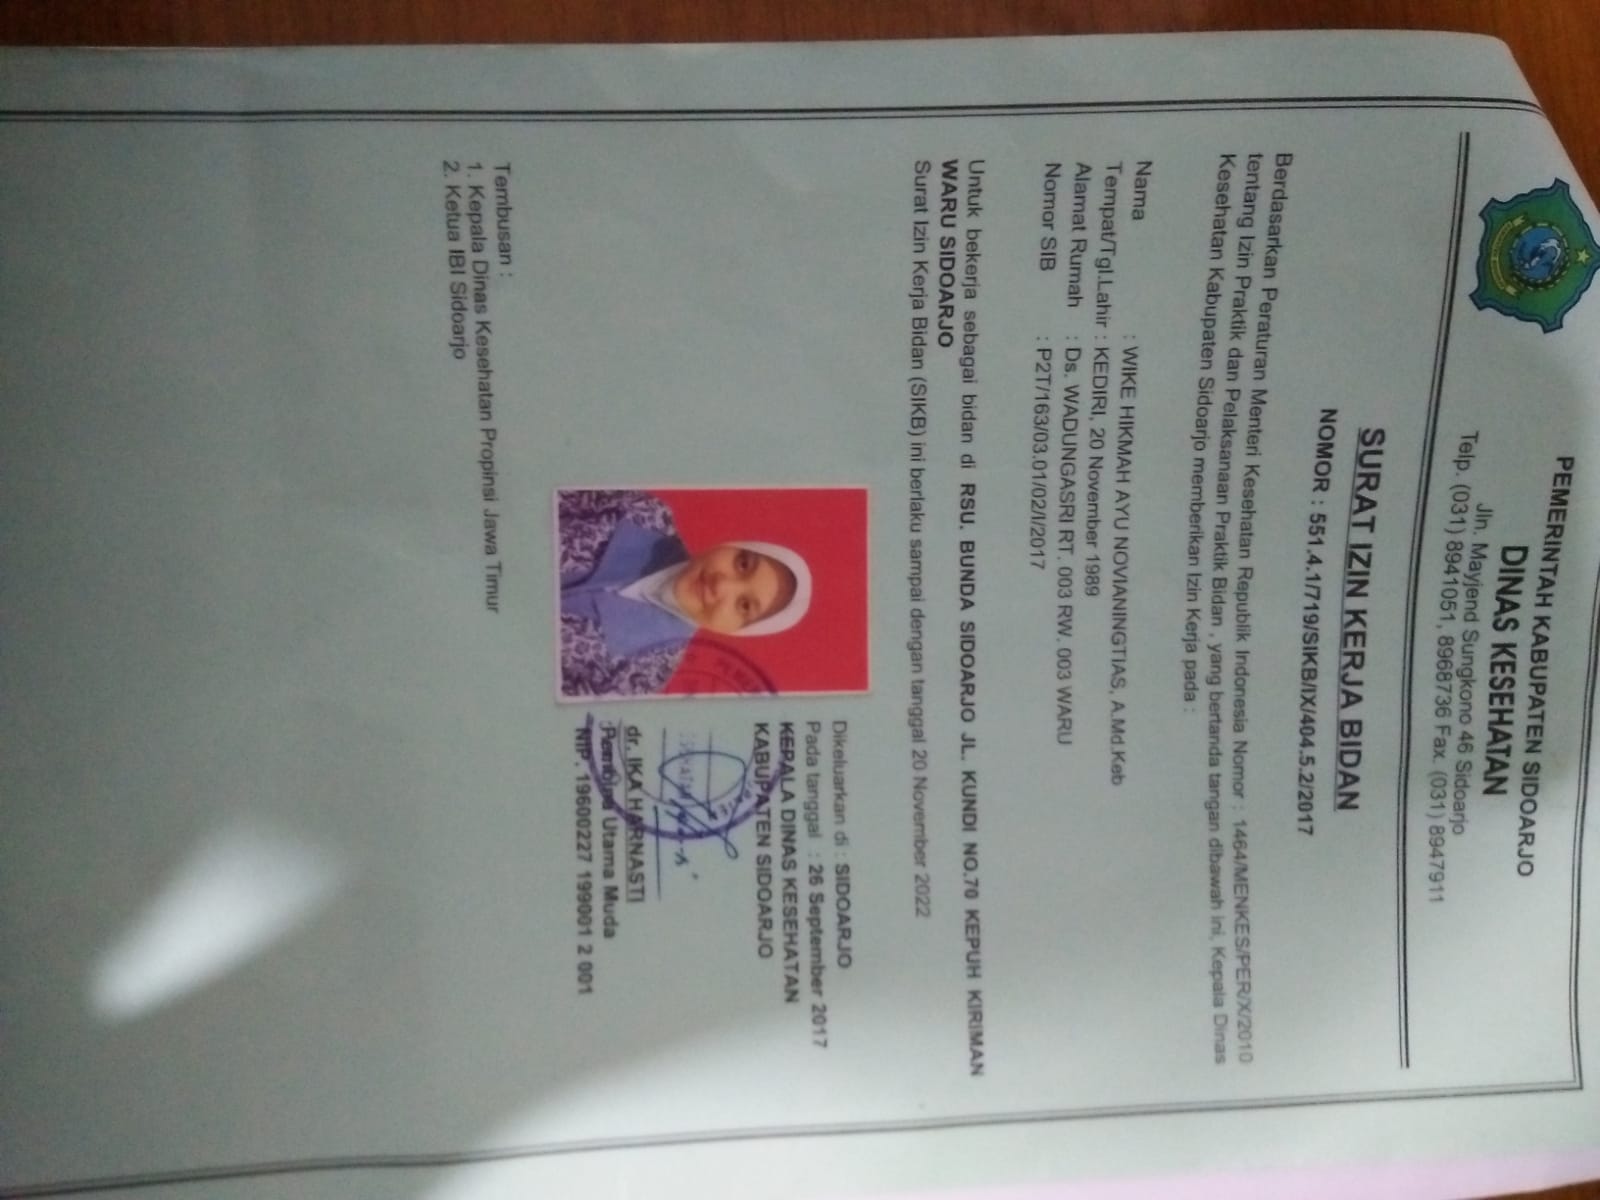 PEMERINTAH KABUPATEN SIDOARJO
DINAS KESEHATAN
Jln. Mayjend Sungkono 46 Sidoarjo
Telp. (031) 8941051, 8968736 Fax. (031) 8947911
SURAT IZIN KERJA BIDAN
NOMOR : 551.4.1/719/SIKB/IX/404.5.2/2017
Berdasarkan Peraturan Menteri Kesehatan Republik Indonesia Nomor : 1464/MENKES/PER/X/2010
tentang Izin Praktik dan Pelaksanaan Praktik Bidan , yang bertanda tangan dibawah ini, Kepala Dinas
Kesehatan Kabupaten Sidoarjo memberikan Izin Kerja pada :
Nama : WIKE HIKMAH AYU NOVIANINGTIAS, A.Md.Keb
Tempat/Tgl.Lahir : KEDIRI, 20 November 1989
Alamat Rumah : Ds. WADUNGASRI RT. 003 RW. 003 WARU
Nomor SIB : P2T/163/03.01/02/I/2017
Untuk bekerja sebagai bidan di RSU. BUNDA SIDOARJO JL. KUNDI NO.70 KEPUH KIRIMAN
WARU SIDOARJO
Surat Izin Kerja Bidan (SIKB) ini berlaku sampai dengan tanggal 20 November 2022
Dikeluarkan di : SIDOARJO
Pada tanggal : 26 September 2017
KEPALA DINAS KESEHATAN
KABUPATEN SIDOARJO
dr. IKA HARNASTI
Pembina Utama Muda
NIP. 19600227 199001 2 001
Tembusan :
1. Kepala Dinas Kesehatan Propinsi Jawa Timur
2. Ketua IBI Sidoarjo